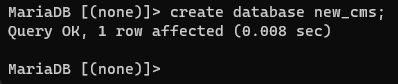 MariaDB [(none)]> create database new_cms;
Query OK, 1 row affected (0.008 sec)
MariaDB [(none)]>